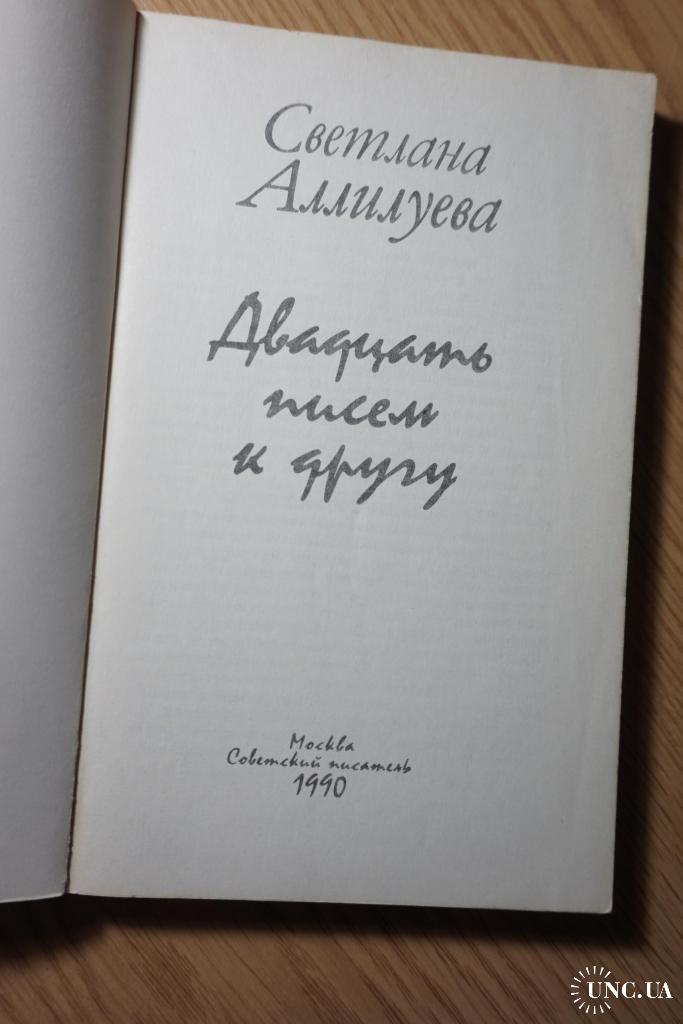 Светлана
Аллилуева
Двадцать
писем
к другу
Москва
Советский писатель
1990
UNC.UA